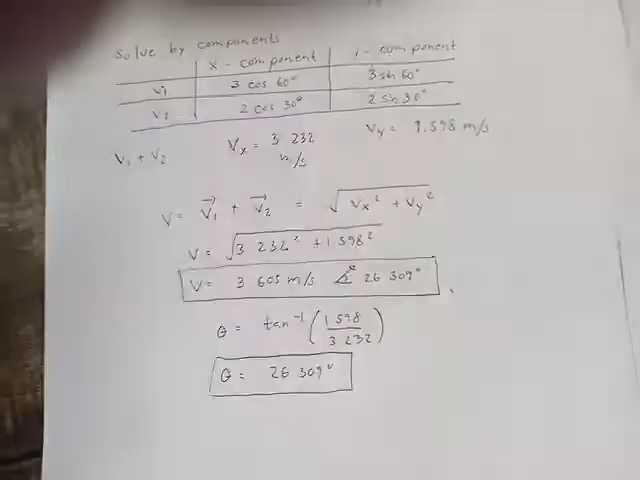 Solve by components
x - component y - component
V1 3 cos 60° 3 sin 60°
V2 2 cos 30° 2 sin 30°
V1 + V2 Vx = 3 232 m/s Vy = 1.598 m/s
V = V1 + V2 = √Vx² + Vy²
V = √3 232² + 1 598²
V = 3 605 m/s ∡ 26 309°
θ = tan⁻¹ (1 598 / 3 232)
θ = 26 309°